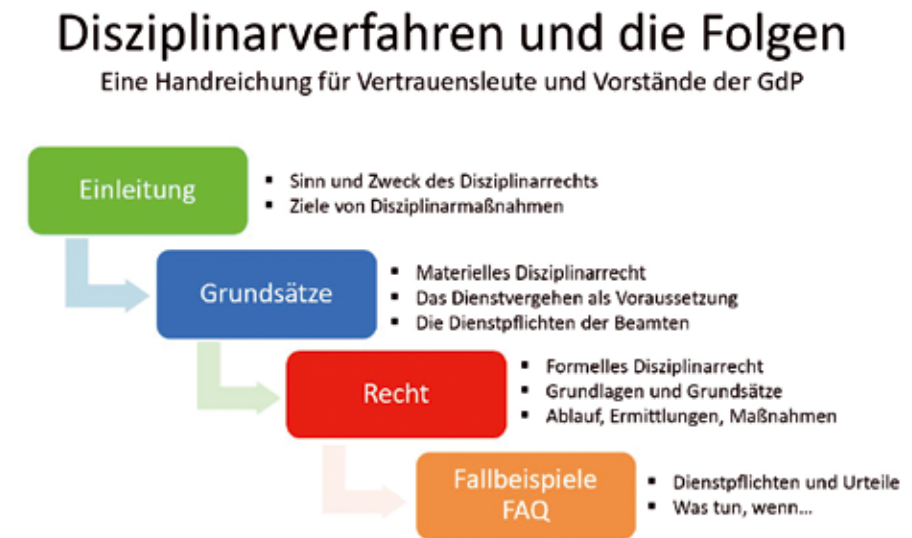 Disziplinarverfahren und die Folgen
Eine Handreichung für Vertrauensleute und Vorstände der GdP
Einleitung
▪ Sinn und Zweck des Disziplinarrechts
▪ Ziele von Disziplinarmaßnahmen
Grundsätze
▪ Materielles Disziplinarrecht
▪ Das Dienstvergehen als Voraussetzung
▪ Die Dienstpflichten der Beamten
Recht
▪ Formelles Disziplinarrecht
▪ Grundlagen und Grundsätze
▪ Ablauf, Ermittlungen, Maßnahmen
Fallbeispiele
FAQ
▪ Dienstpflichten und Urteile
▪ Was tun, wenn...